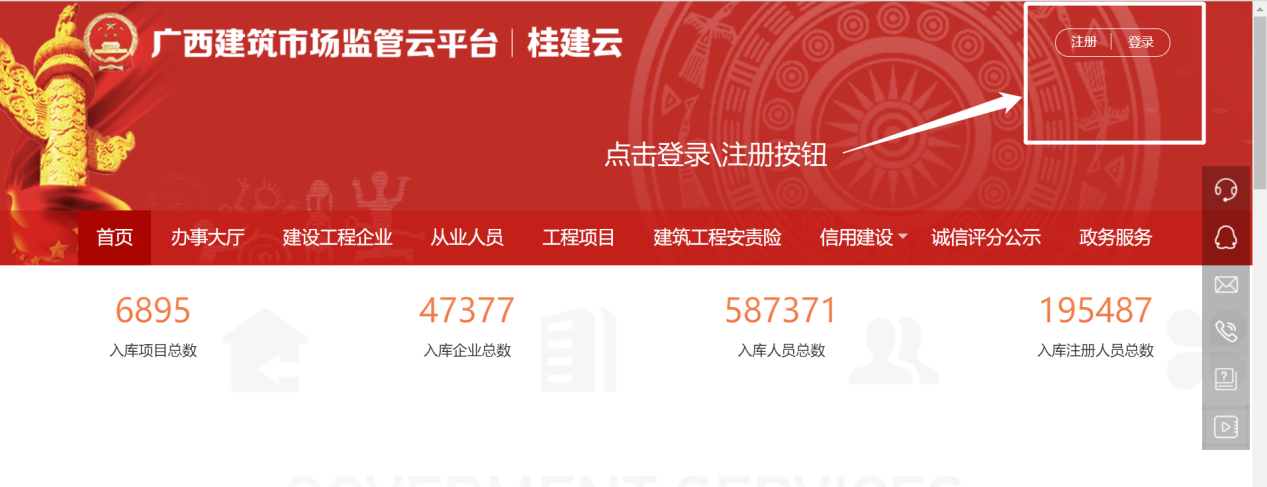 广西建筑市场监管云平台｜桂建云
注册｜登录
点击登录\注册按钮
首页 办事大厅 建设工程企业 从业人员 工程项目 建筑工程安责险 信用建设 诚信评分公示 政务服务
6895 47377 587371 195487
入库项目总数 入库企业总数 入库人员总数 入库注册人员总数
GOVERMENT SERVICES